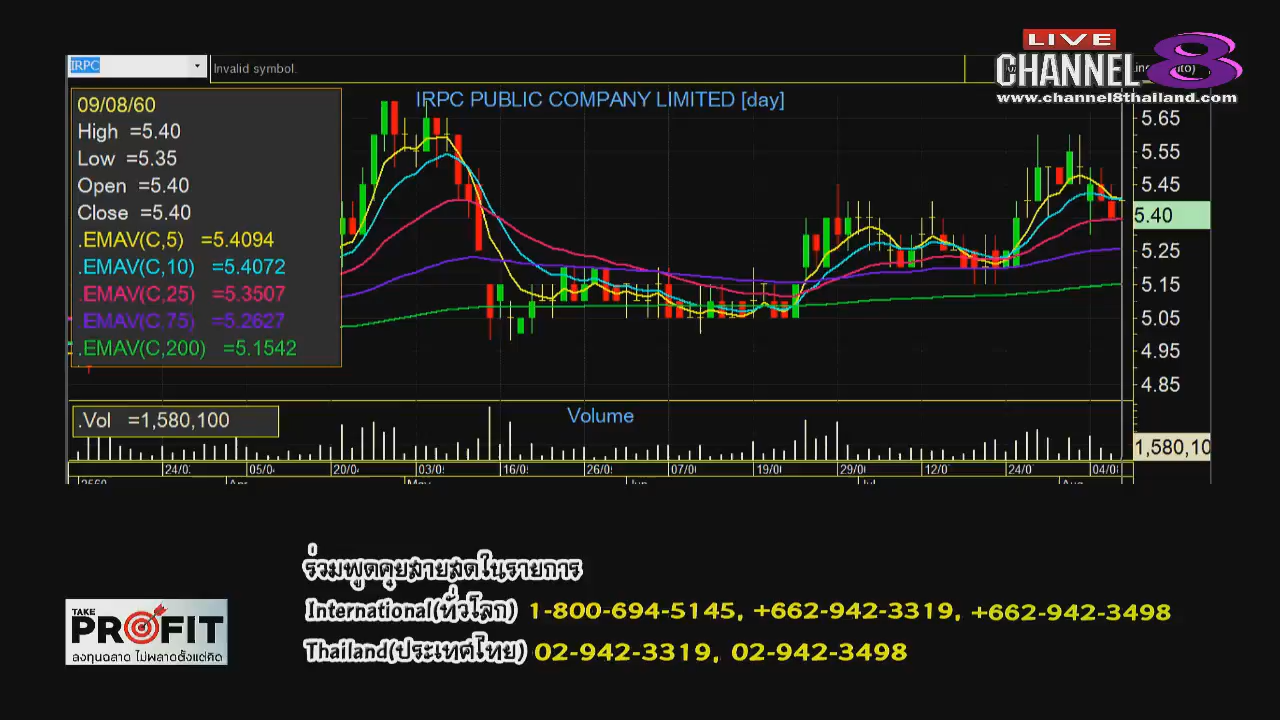 LIVE
CHANNEL 8
www.channel8thailand.com
IRPC
Invalid symbol.
IRPC PUBLIC COMPANY LIMITED [day]
09/08/60
High =5.40
Low =5.35
Open =5.40
Close =5.40
.EMAV(C,5) =5.4094
.EMAV(C,10) =5.4072
.EMAV(C,25) =5.3507
.EMAV(C,75) =5.2627
.EMAV(C,200) =5.1542
5.65
5.55
5.45
5.40
5.25
5.15
5.05
4.95
4.85
.Vol =1,580,100
Volume
1,580,10
24/0 05/0 20/0 03/0 16/0 26/0 07/0 19/0 29/0 12/0 24/0 04/0
2560 Apr May Jun Jul Aug
ร่วมพูดคุยสายสดในรายการ
International(ทั่วโลก) 1-800-694-5145, +662-942-3319, +662-942-3498
Thailand(ประเทศไทย) 02-942-3319, 02-942-3498
TAKE
PROFIT
ลงทุนฉลาด ไม่พลาดตั้งแต่คิด